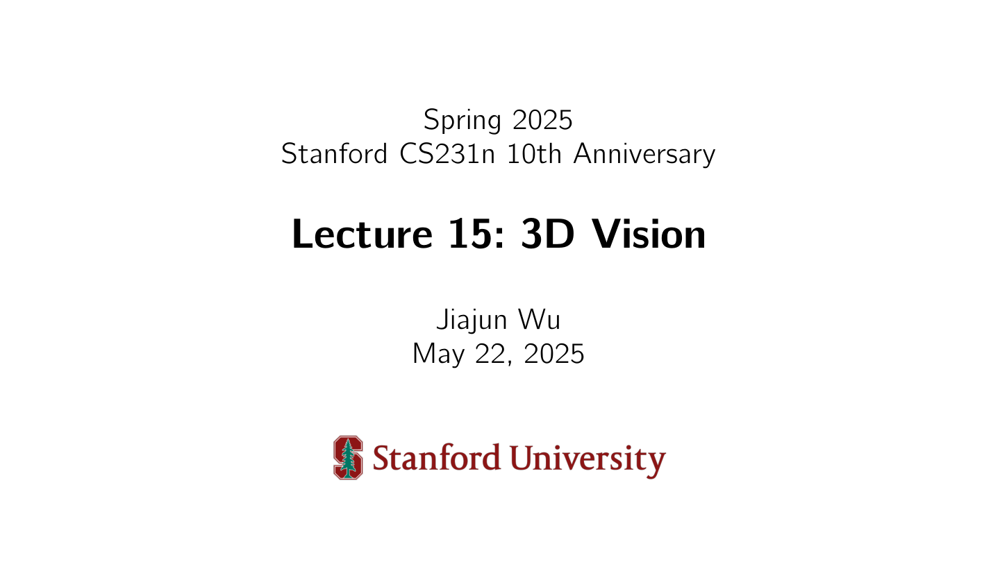 Spring 2025
Stanford CS231n 10th Anniversary
Lecture 15: 3D Vision
Jiajun Wu
May 22, 2025
Stanford University